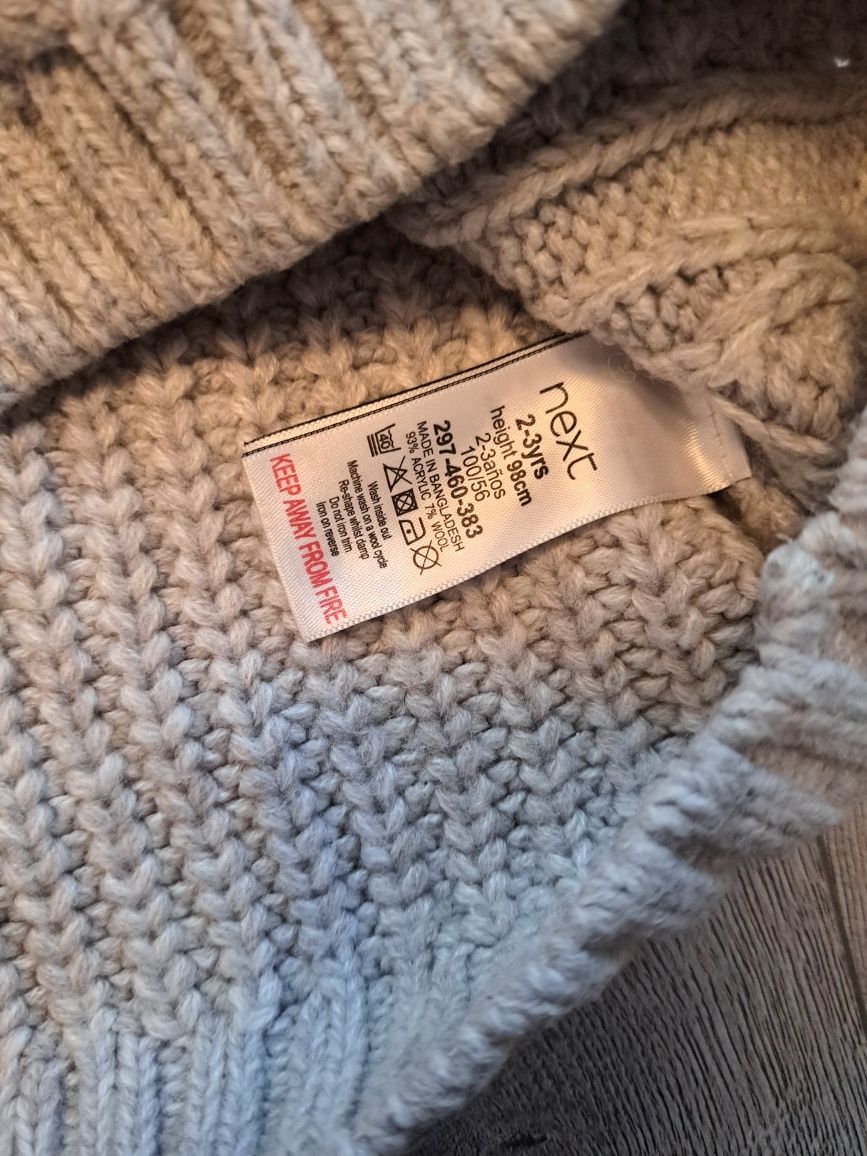 next
2-3yrs
height 98cm
2-3años
100/56
297-460-383
MADE IN BANGLADESH
93% ACRYLIC 7% WOOL
40
Wash inside out
Machine wash on a wool cycle
Re-shape whilst damp
Do not iron trim
Iron on reverse
KEEP AWAY FROM FIRE